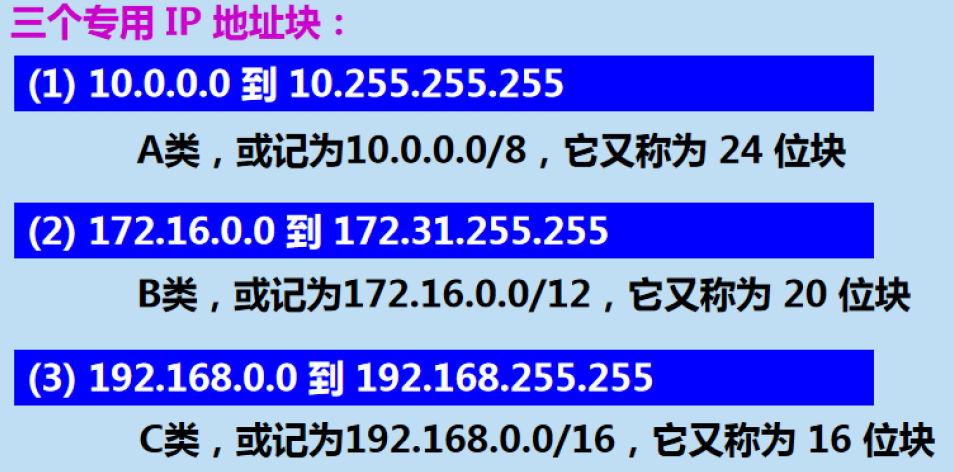 三个专用 IP 地址块：
(1) 10.0.0.0 到 10.255.255.255
A类，或记为10.0.0.0/8，它又称为 24 位块
(2) 172.16.0.0 到 172.31.255.255
B类，或记为172.16.0.0/12，它又称为 20 位块
(3) 192.168.0.0 到 192.168.255.255
C类，或记为192.168.0.0/16，它又称为 16 位块